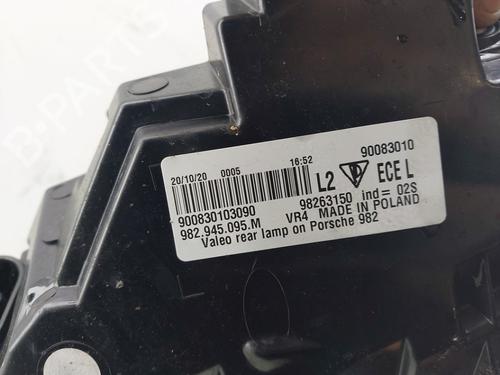 B-PARTS
20/10/20 0005 16:52 90083010
L2 ECE L
900830103090 98263150 ind= 02S
982.945.095.M VR4 MADE IN POLAND
Valeo rear lamp on Porsche 982